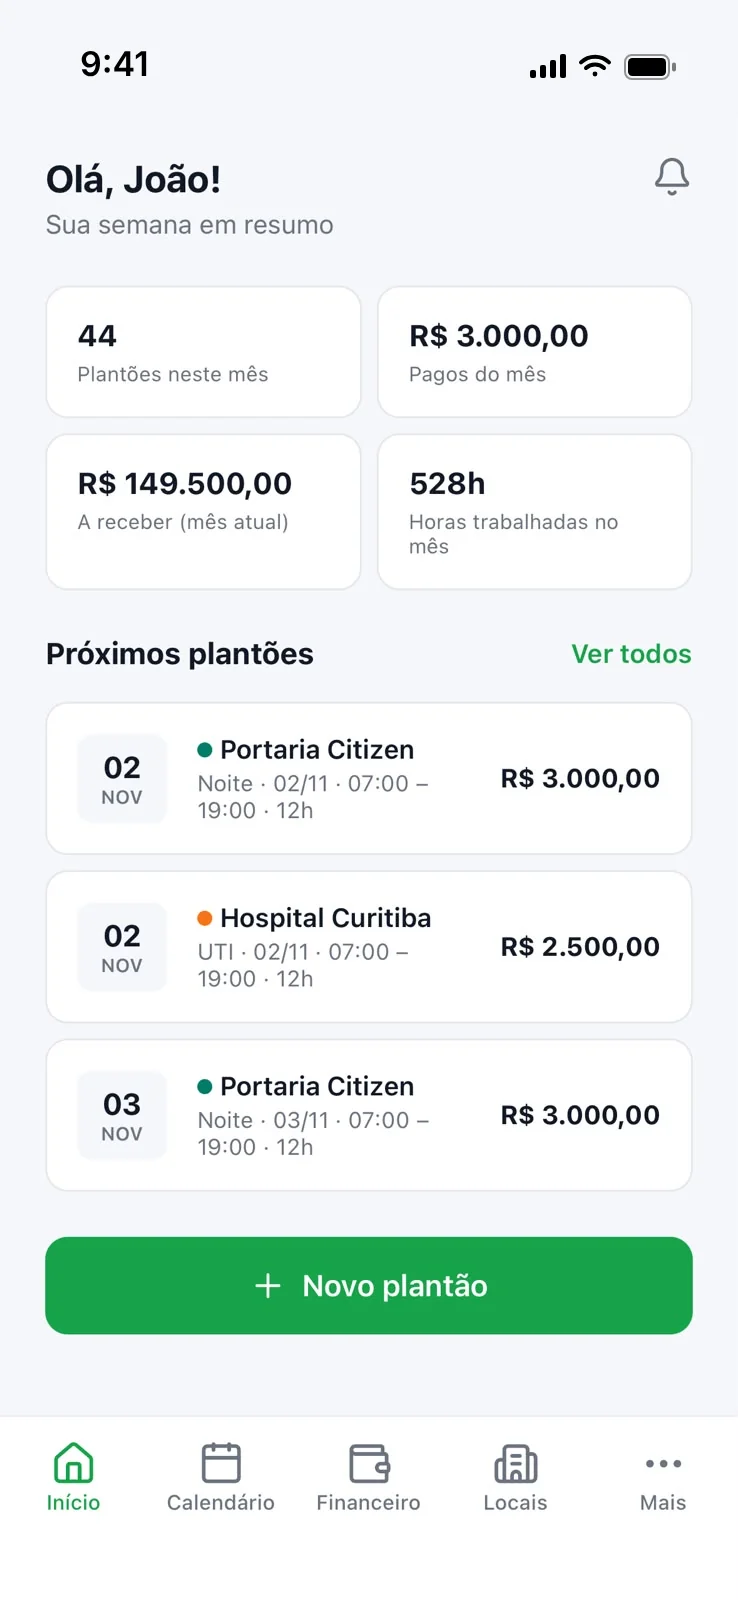 9:41
Olá, João!
Sua semana em resumo
44
Plantões neste mês
R$ 3.000,00
Pagos do mês
R$ 149.500,00
A receber (mês atual)
528h
Horas trabalhadas no
mês
Próximos plantões
Ver todos
02
NOV
Portaria Citizen
Noite · 02/11 · 07:00 –
19:00 · 12h
R$ 3.000,00
02
NOV
Hospital Curitiba
UTI · 02/11 · 07:00 –
19:00 · 12h
R$ 2.500,00
03
NOV
Portaria Citizen
Noite · 03/11 · 07:00 –
19:00 · 12h
R$ 3.000,00
+ Novo plantão
Início
Calendário
Financeiro
Locais
Mais